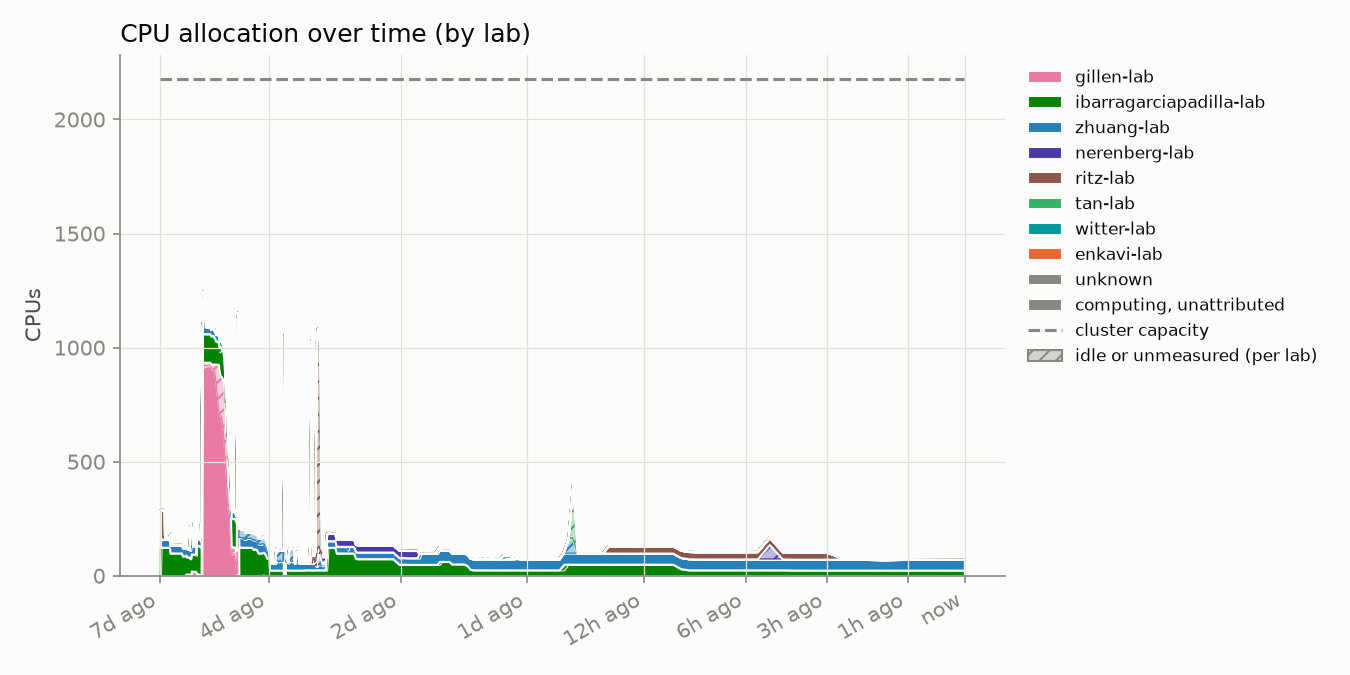 CPU allocation over time (by lab)
CPUs
2000
1500
1000
500
0
7d ago
4d ago
2d ago
1d ago
12h ago
6h ago
3h ago
1h ago
now
gillen-lab
ibarragarciapadilla-lab
zhuang-lab
nerenberg-lab
ritz-lab
tan-lab
witter-lab
enkavi-lab
unknown
computing, unattributed
cluster capacity
idle or unmeasured (per lab)